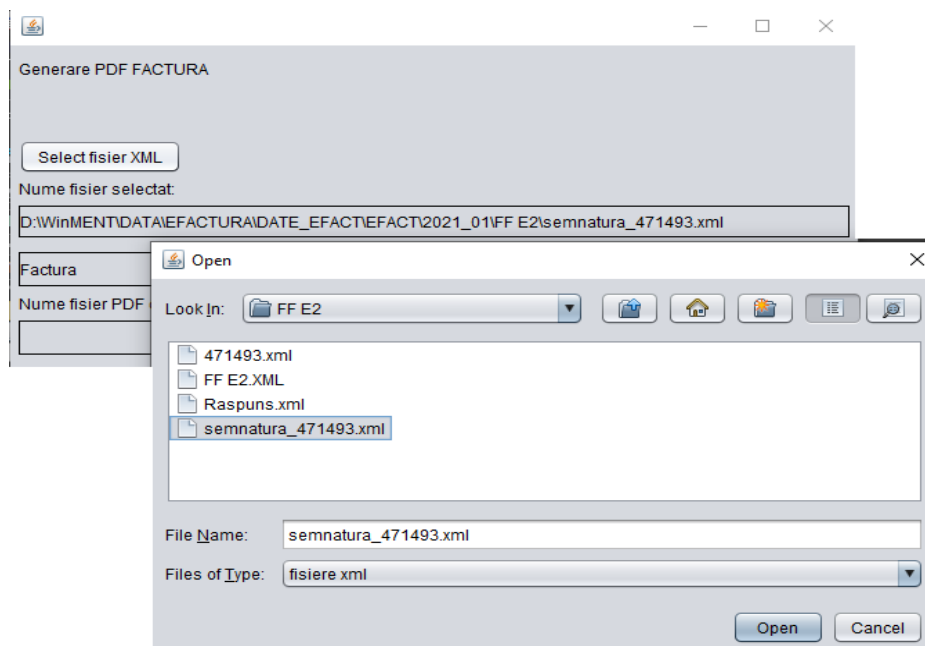 Generare PDF FACTURA
Select fisier XML
Nume fisier selectat:
D:\WinMENT\DATA\EFACTURA\DATE_EFACT\EFACT\2021_01\FF E2\semnatura_471493.xml
Factura
Nume fisier PDF
Open
Look In:
FF E2
471493.xml
FF E2.XML
Raspuns.xml
semnatura_471493.xml
File Name:
semnatura_471493.xml
Files of Type:
fisiere xml
Open
Cancel